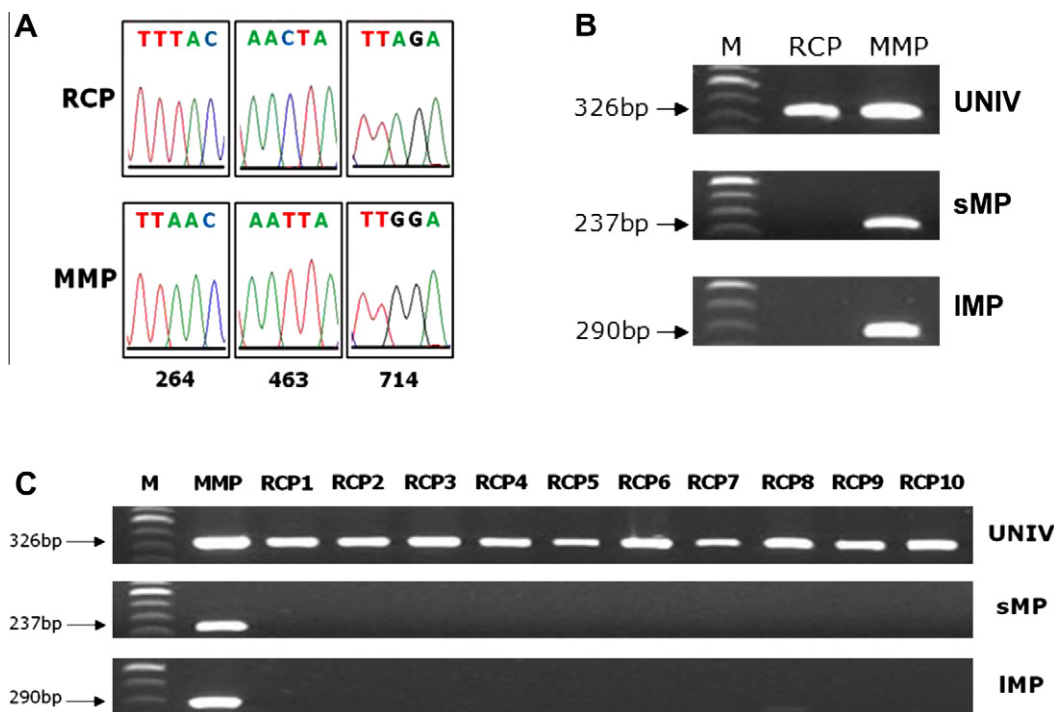 A
TTTAC AACTA TTAGA
RCP
TTAAC AATTA TTGGA
MMP
264 463 714
B
M RCP MMP
326bp UNIV
237bp sMP
290bp lMP
C
M MMP RCP1 RCP2 RCP3 RCP4 RCP5 RCP6 RCP7 RCP8 RCP9 RCP10
326bp UNIV
237bp sMP
290bp lMP